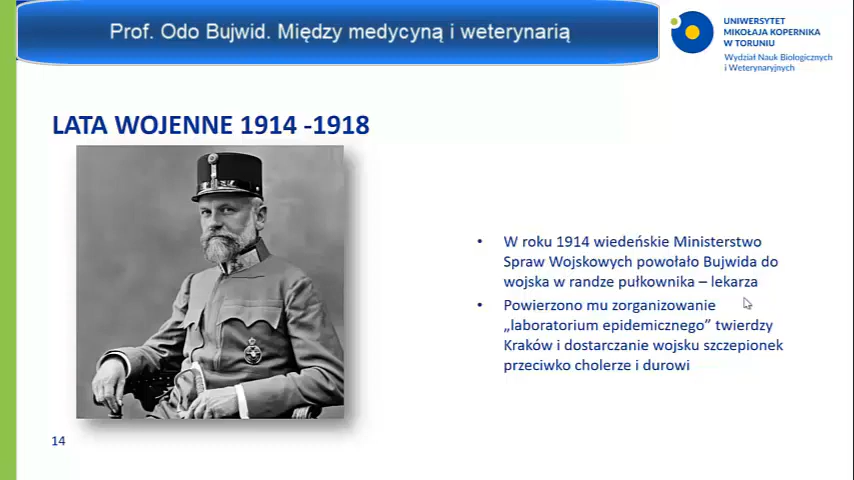 Prof. Odo Bujwid. Między medycyną i weterynarią
UNIWERSYTET
MIKOŁAJA KOPERNIKA
W TORUNIU
Wydział Nauk Biologicznych
i Weterynaryjnych
LATA WOJENNE 1914 -1918
• W roku 1914 wiedeńskie Ministerstwo
Spraw Wojskowych powołało Bujwida do
wojska w randze pułkownika – lekarza
• Powierzono mu zorganizowanie
„laboratorium epidemicznego” twierdzy
Kraków i dostarczanie wojsku szczepionek
przeciwko cholerze i durowi
14